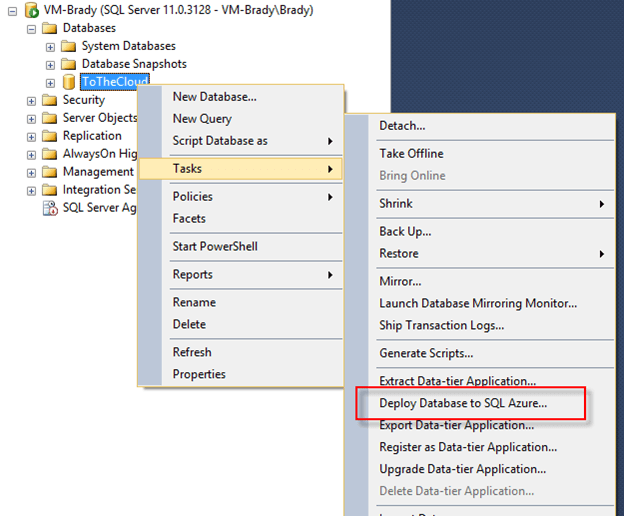 VM-Brady (SQL Server 11.0.3128 - VM-Brady\Brady)
Databases
System Databases
Database Snapshots
ToTheCloud
Security
Server Objects
Replication
AlwaysOn Hig
Management
Integration Se
SQL Server Ag
New Database...
New Query
Script Database as
Tasks
Policies
Facets
Start PowerShell
Reports
Rename
Delete
Refresh
Properties
Detach...
Take Offline
Bring Online
Shrink
Back Up...
Restore
Mirror...
Launch Database Mirroring Monitor...
Ship Transaction Logs...
Generate Scripts...
Extract Data-tier Application...
Deploy Database to SQL Azure...
Export Data-tier Application...
Register as Data-tier Application...
Upgrade Data-tier Application...
Delete Data-tier Application...